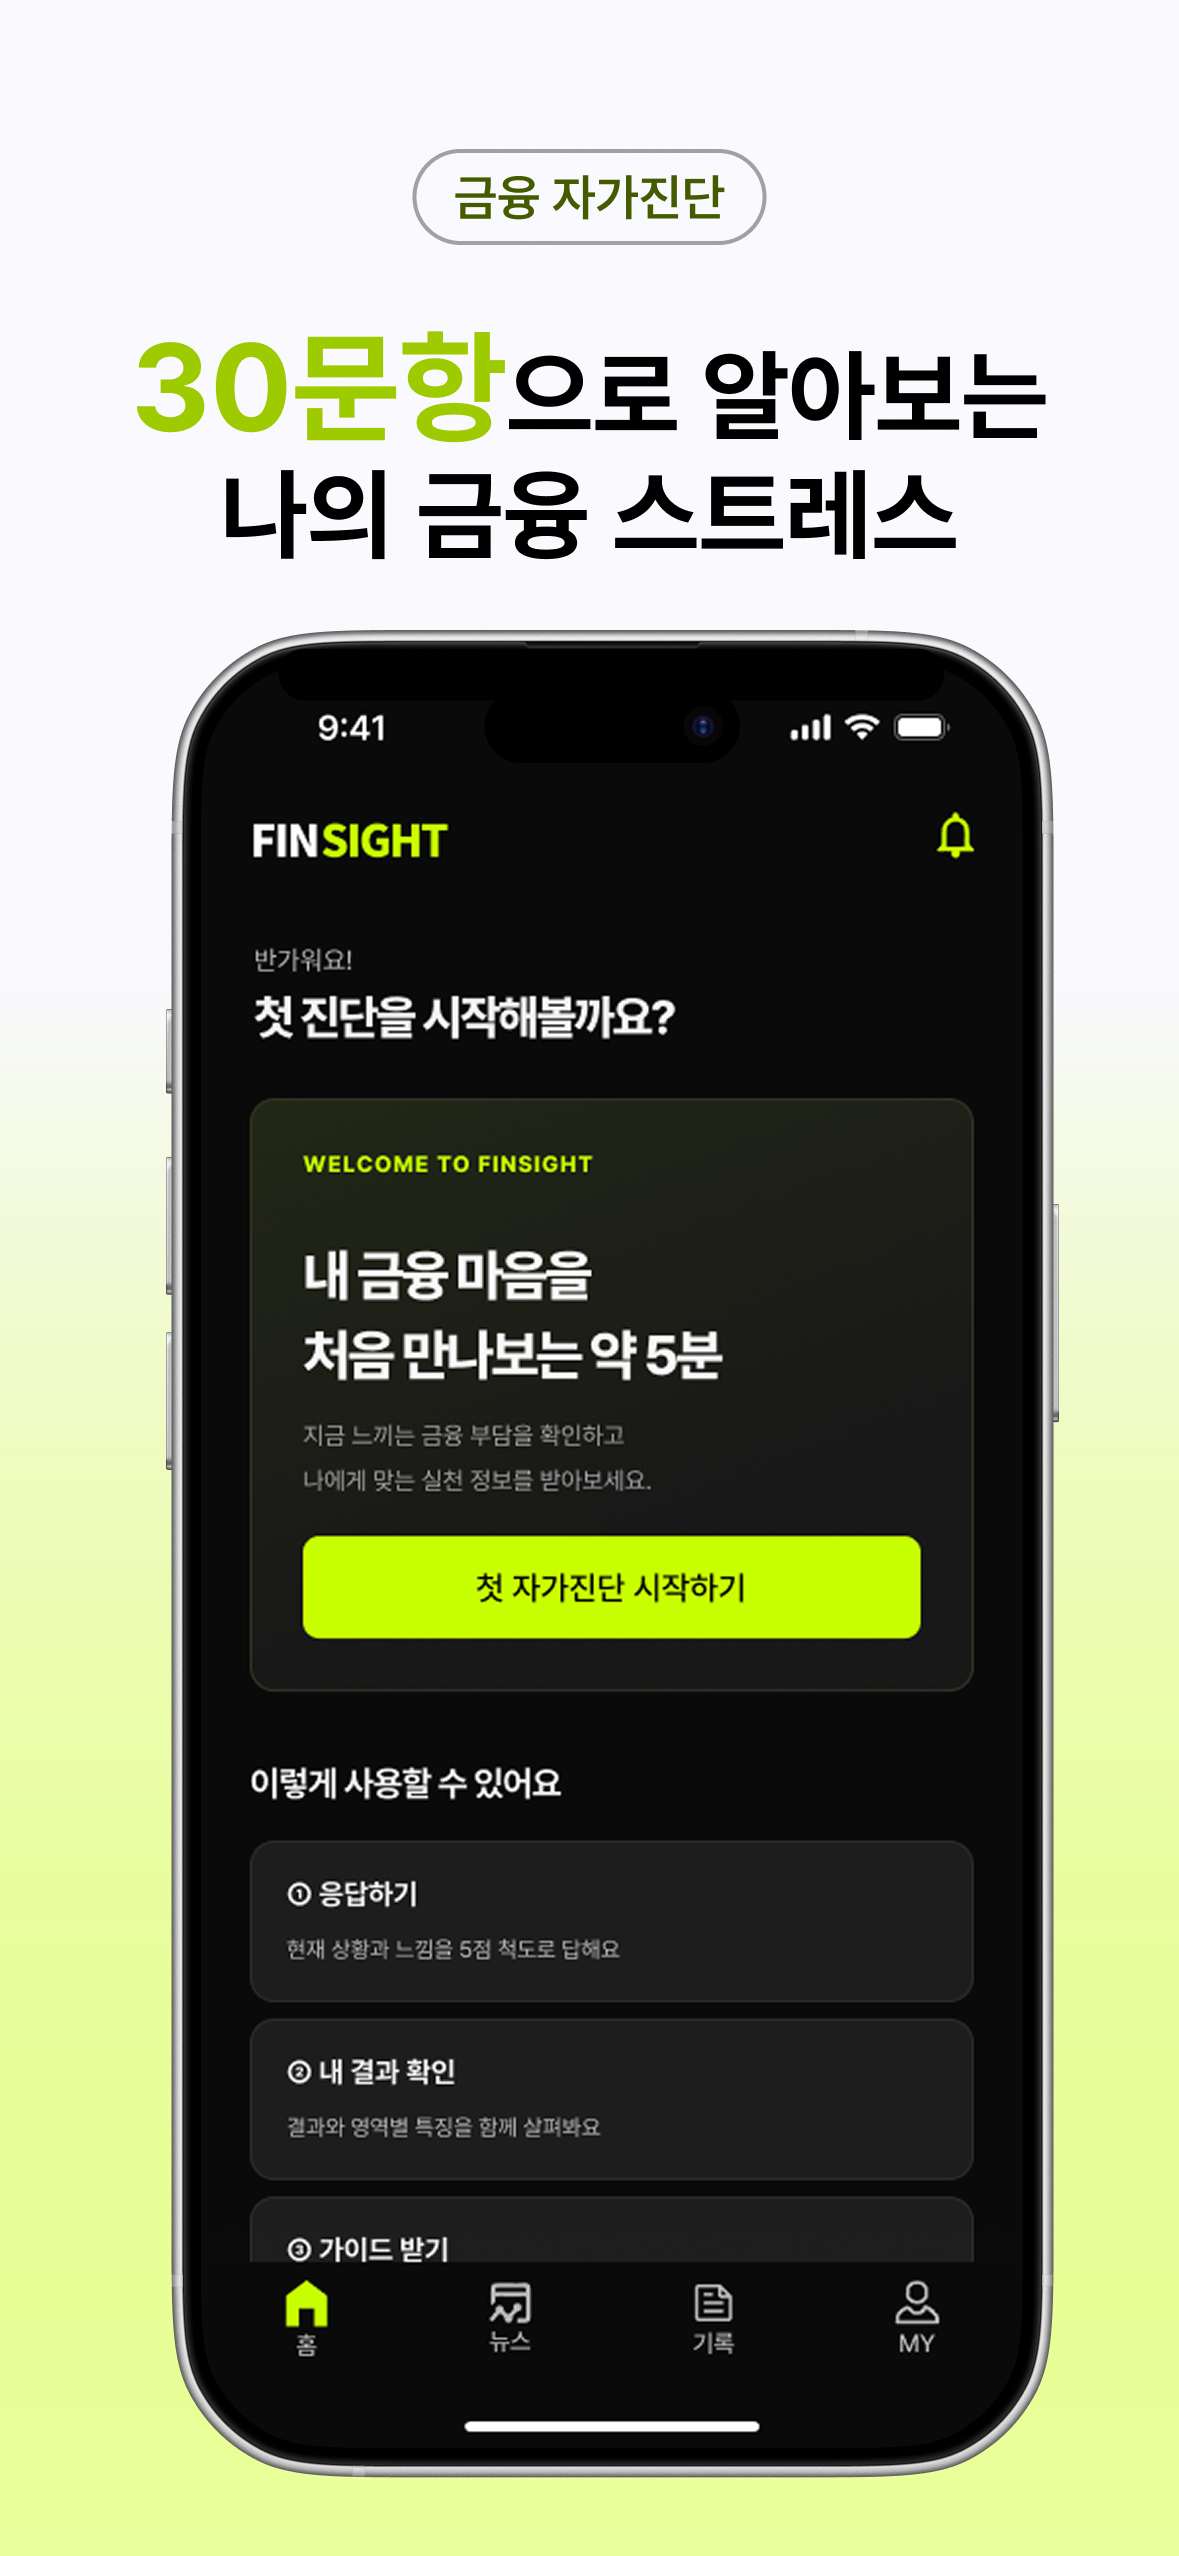 금융 자가진단
30문항으로 알아보는
나의 금융 스트레스
9:41
FINSIGHT
반가워요!
첫 진단을 시작해볼까요?
WELCOME TO FINSIGHT
내 금융 마음을
처음 만나보는 약 5분
지금 느끼는 금융 부담을 확인하고
나에게 맞는 실천 정보를 받아보세요.
첫 자가진단 시작하기
이렇게 사용할 수 있어요
① 응답하기
현재 상황과 느낌을 5점 척도로 답해요
② 내 결과 확인
결과와 영역별 특징을 함께 살펴봐요
③ 가이드 받기
홈 뉴스 기록 MY